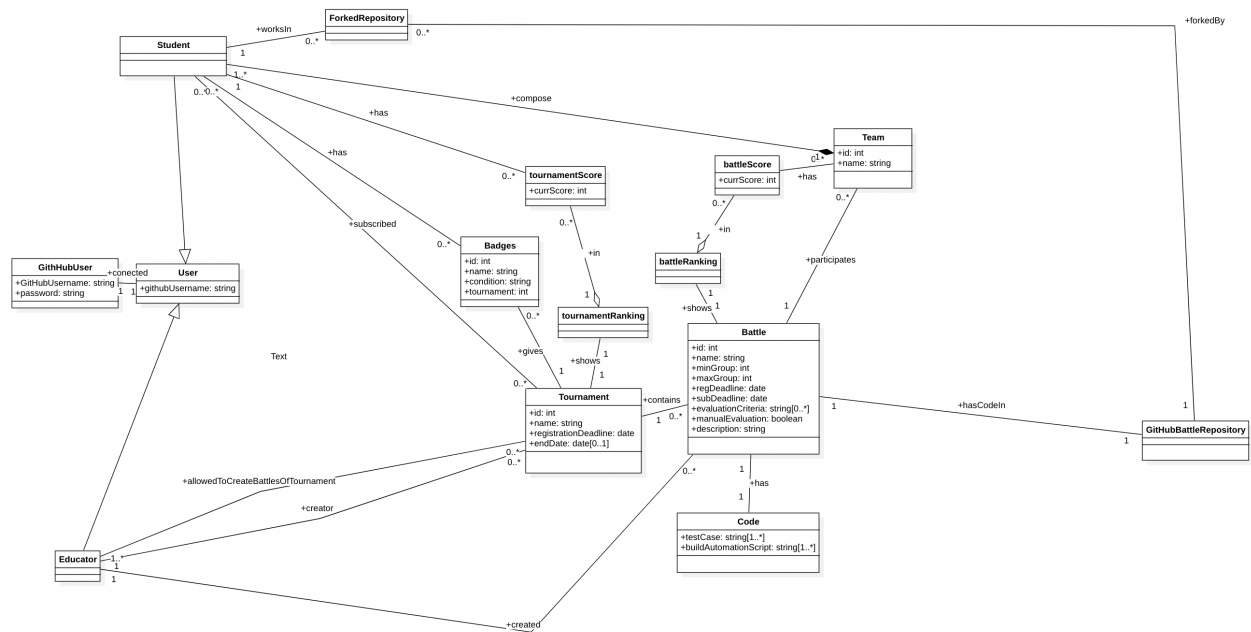 ForkedRepository
+forkedBy
+worksIn
0..*
0..*
Student
1
1..*
1
0..*
0..*
+compose
+has
Team
+id: int
+name: string
0..*
1
+has
battleScore
+currScore: int
0..*
0..*
+has
tournamentScore
+currScore: int
0..*
0..*
+subscribed
+in
1
+participates
Badges
+id: int
+name: string
+condition: string
+tournament: int
0..*
0..*
+in
1
battleRanking
1
+shows
1
1
GithHubUser
+GitHubUsername: string
+password: string
+conected
1
1
User
+githubUsername: string
tournamentRanking
1
+shows
1
+gives
1
0..*
Text
Battle
+id: int
+name: string
+minGroup: int
+maxGroup: int
+regDeadline: date
+subDeadline: date
+evaluationCriteria: string[0..*]
+manualEvaluation: boolean
+description: string
Tournament
+id: int
+name: string
+registrationDeadline: date
+endDate: date[0..1]
+contains
1
0..*
1
+hasCodeIn
1
1
GitHubBattleRepository
0..*
0..*
+allowedToCreateBattlesOfTournament
+creator
0..*
1
+has
1
Code
+testCase: string[1..*]
+buildAutomationScript: string[1..*]
Educator
1..*
1
1
+created